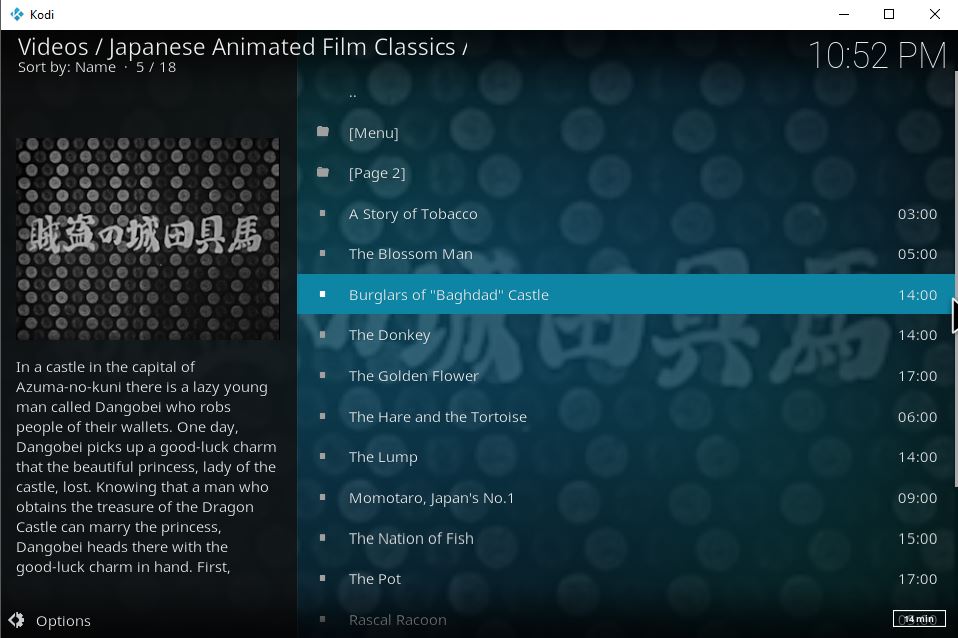 Kodi
Videos / Japanese Animated Film Classics /
Sort by: Name · 5 / 18
10:52 PM
..
[Menu]
[Page 2]
A Story of Tobacco 03:00
The Blossom Man 05:00
Burglars of "Baghdad" Castle 14:00
The Donkey 14:00
The Golden Flower 17:00
The Hare and the Tortoise 06:00
The Lump 14:00
Momotaro, Japan's No.1 09:00
The Nation of Fish 15:00
The Pot 17:00
Rascal Racoon
賊盗の城田具馬
In a castle in the capital of
Azuma-no-kuni there is a lazy young
man called Dangobei who robs
people of their wallets. One day,
Dangobei picks up a good-luck charm
that the beautiful princess, lady of the
castle, lost. Knowing that a man who
obtains the treasure of the Dragon
Castle can marry the princess,
Dangobei heads there with the
good-luck charm in hand. First,
Options
14 min